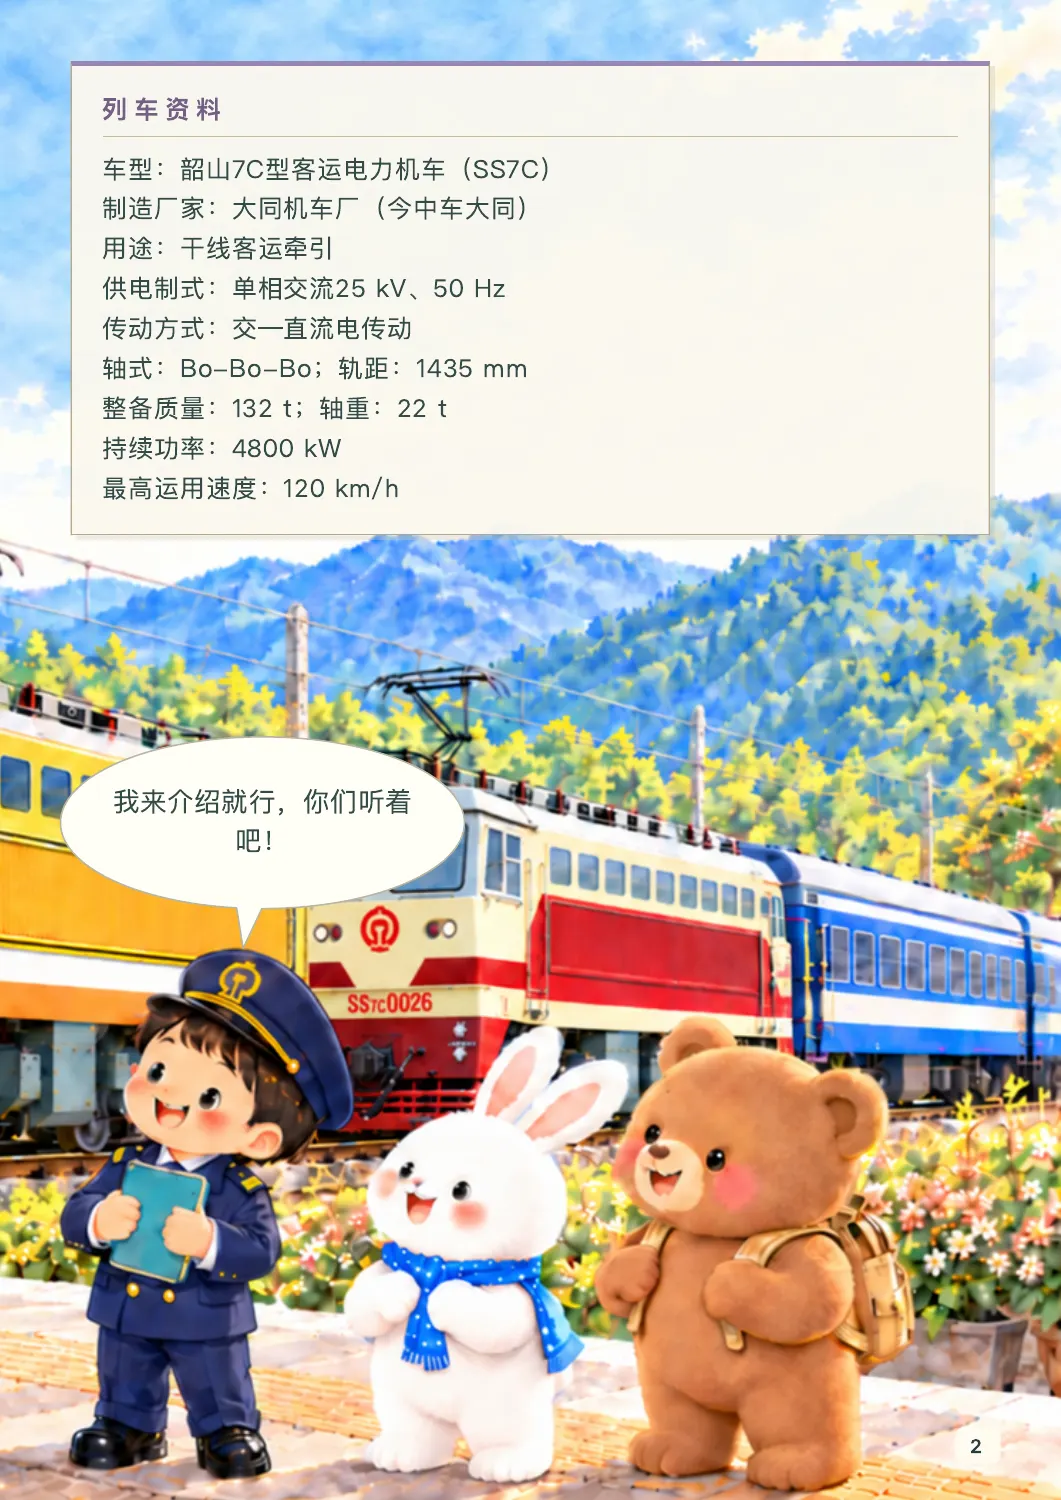 列车资料
车型：韶山7C型客运电力机车（SS7C）
制造厂家：大同机车厂（今中车大同）
用途：干线客运牵引
供电制式：单相交流25 kV、50 Hz
传动方式：交—直流电传动
轴式：Bo–Bo–Bo；轨距：1435 mm
整备质量：132 t；轴重：22 t
持续功率：4800 kW
最高运用速度：120 km/h
我来介绍就行，你们听着
吧！
SS7C0026
2